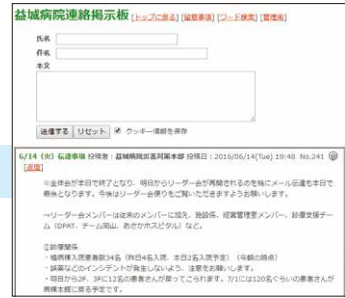 益城病院連絡掲示板 [トップに戻る] [留意事項] [ワード検索] [管理用]
氏名
件名
本文
送信する リセット クッキー情報を保存
6/14 (火) 伝達事項 投稿者：益城病院災害対策本部 投稿日：2016/06/14(Tue) 19:48 No.241
[返信]
※全体会が本日で終了となり、明日からリーダー会が再開されるのを機にメール伝達も本日で
最後となります。今後はリーダー便りをご覧いただきますようお願いします。
→リーダー会メンバーは従来のメンバーに加え、施設係、経営管理室メンバー、診療支援チー
ム（DPAT、チーム岡山、あさかホスピタル）など。
①診療関係
・嘱病棟入院患者数34名（昨日4名入院、本日2名入院予定）（今朝の時点）
・誤薬などのインシデントが発生しないよう、注意をお願いします。
・明日から2F、3Fに12名の患者さんが戻ってこられます。7/1には120名ぐらいの患者さんが
病棟本館に戻る予定です。